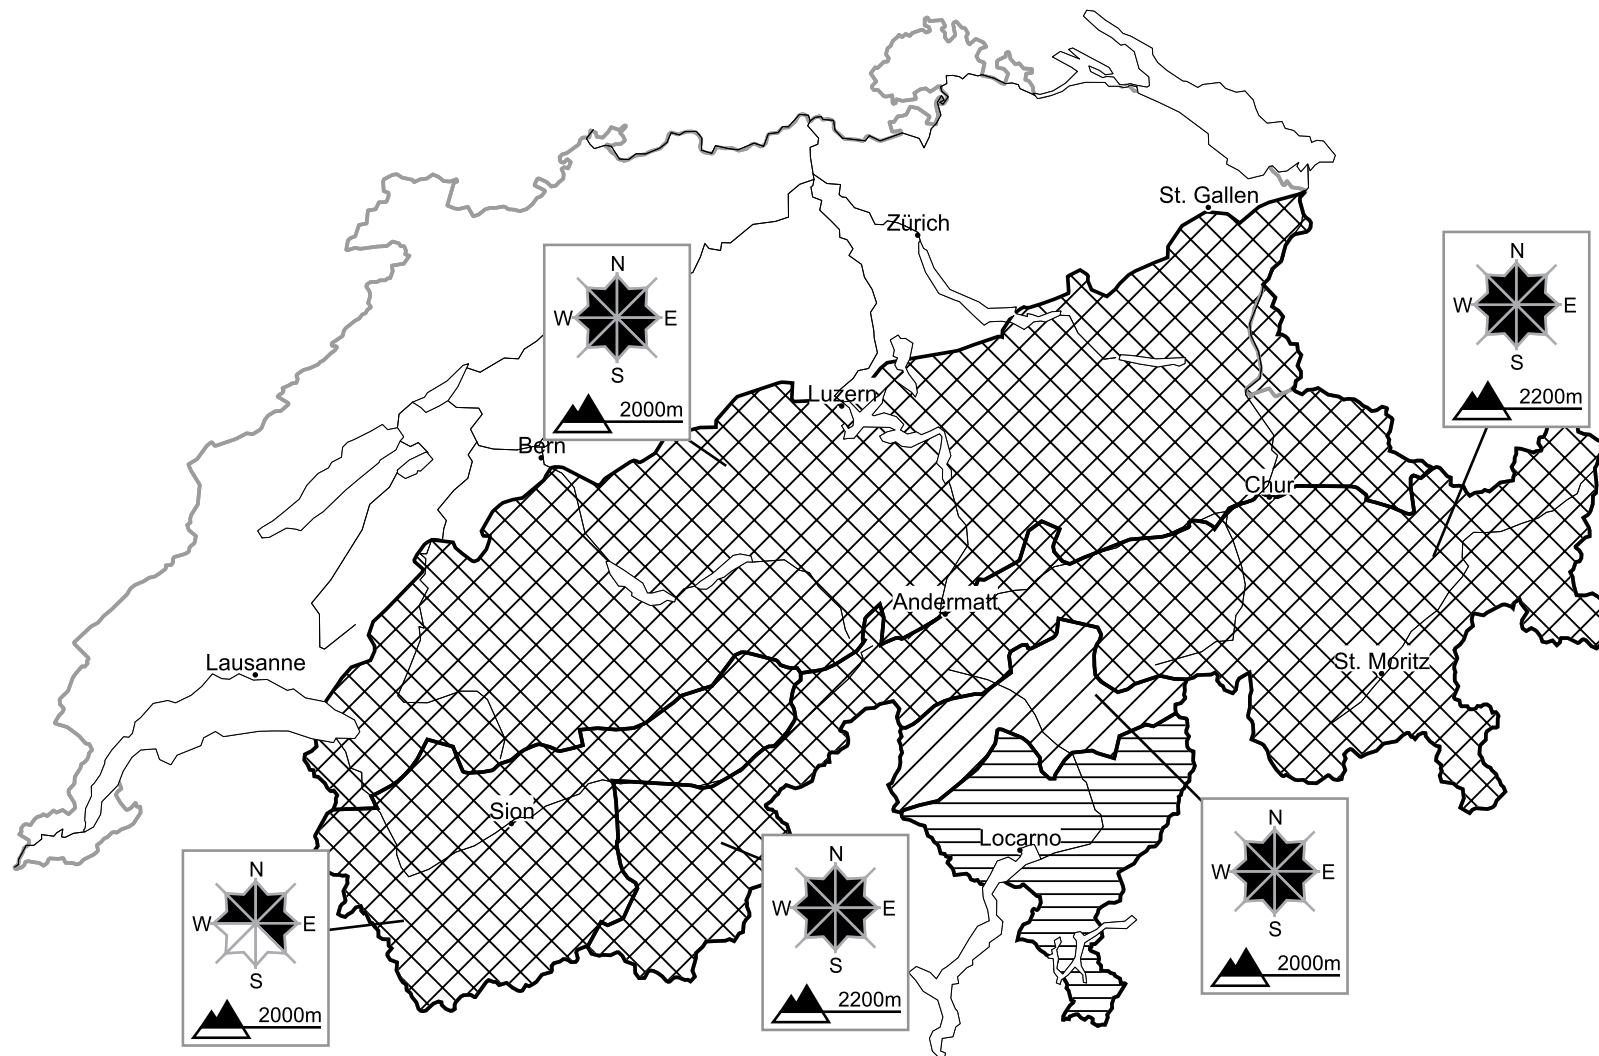 St. Gallen
Zürich
N
W E
S
2000m
N
W E
S
2200m
Luzern
Bern
Chur
Andermatt
Lausanne
St. Moritz
Sion
Locarno
N
W E
S
2000m
N
W E
S
2200m
N
W E
S
2000m